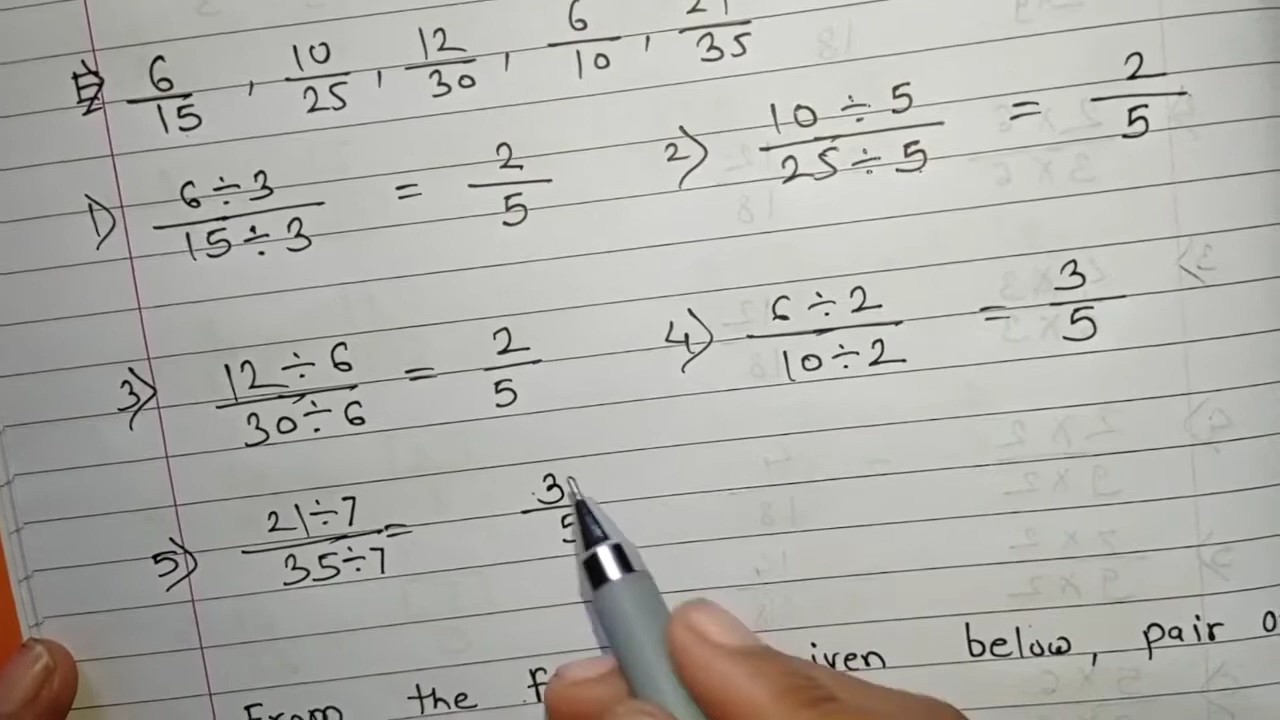 E) 6/15 , 10/25 , 12/30 , 6/10 , 21/35
1) 6÷3/15÷3 = 2/5
2) 10÷5/25÷5 = 2/5
3) 12÷6/30÷6 = 2/5
4) 6÷2/10÷2 = 3/5
5) 21÷7/35÷7 = 3/5
From the given below, pair